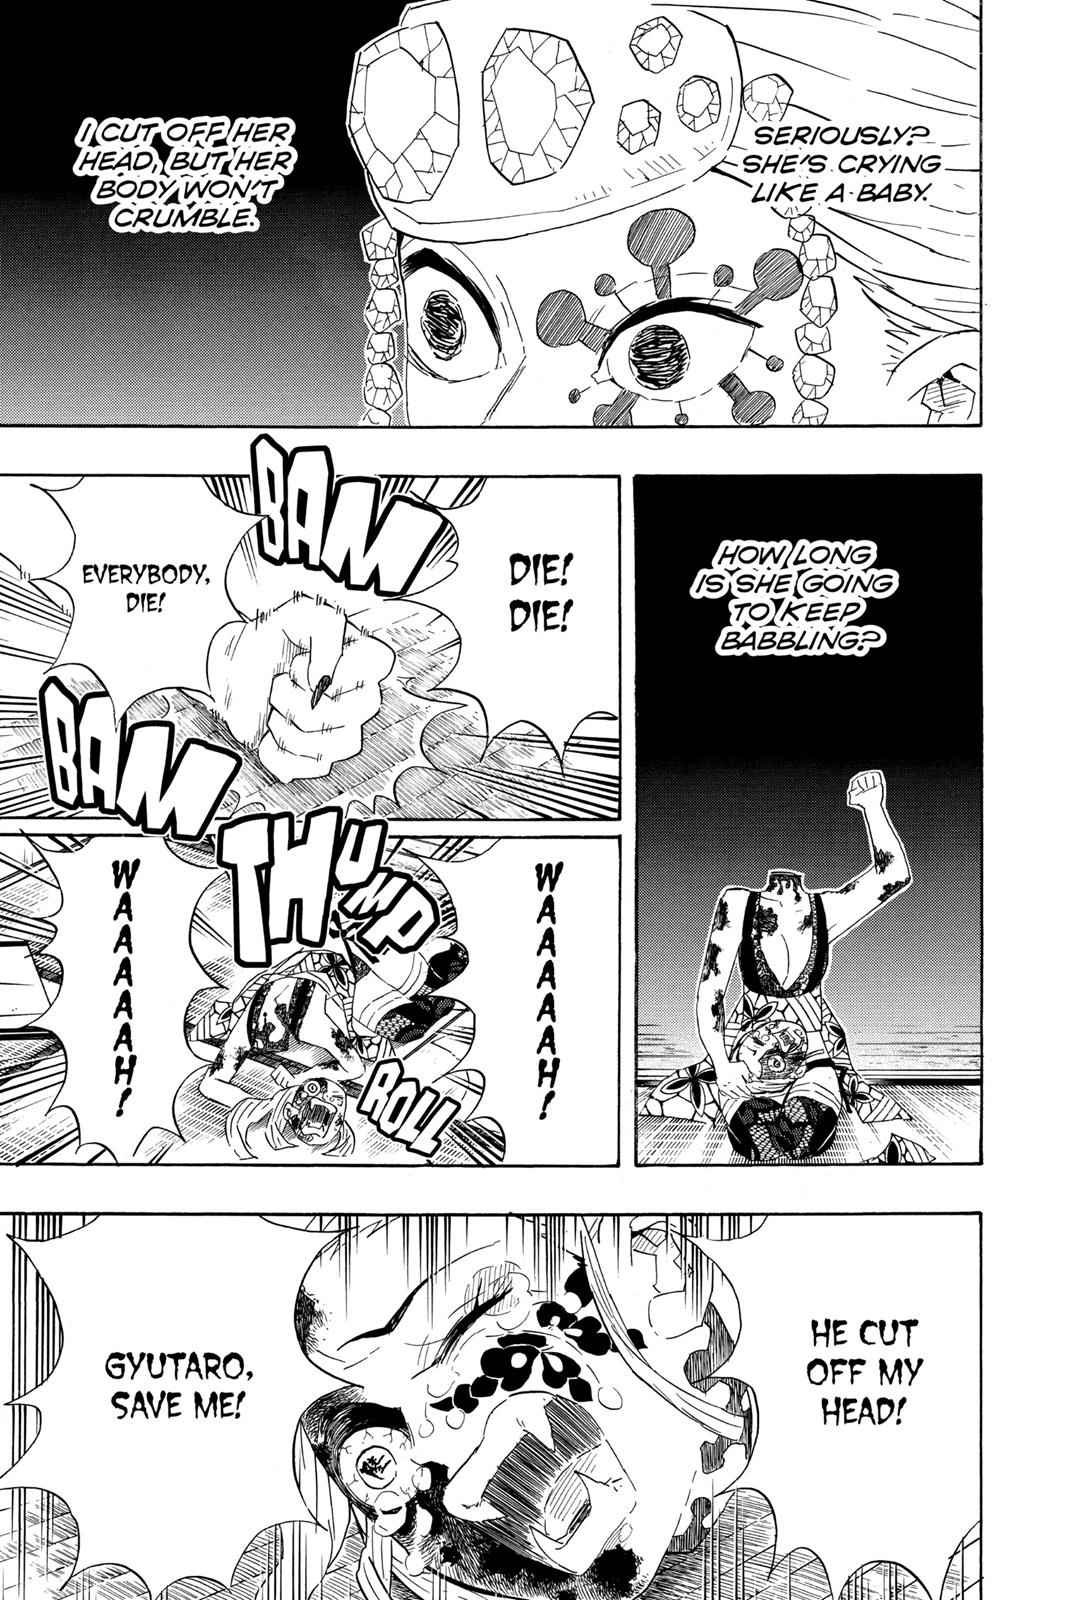 SERIOUSLY?
SHE'S CRYING
LIKE A BABY.
I CUT OFF HER
HEAD, BUT HER
BODY WON'T
CRUMBLE.
HOW LONG
IS SHE GOING
TO KEEP
BABBLING?
DIE!
DIE!
BAM
EVERYBODY,
DIE!
BAM
WAAAAAH!
THUMP
ROLL
WAAAAAH!
HE CUT
OFF MY
HEAD!
GYUTARO,
SAVE ME!